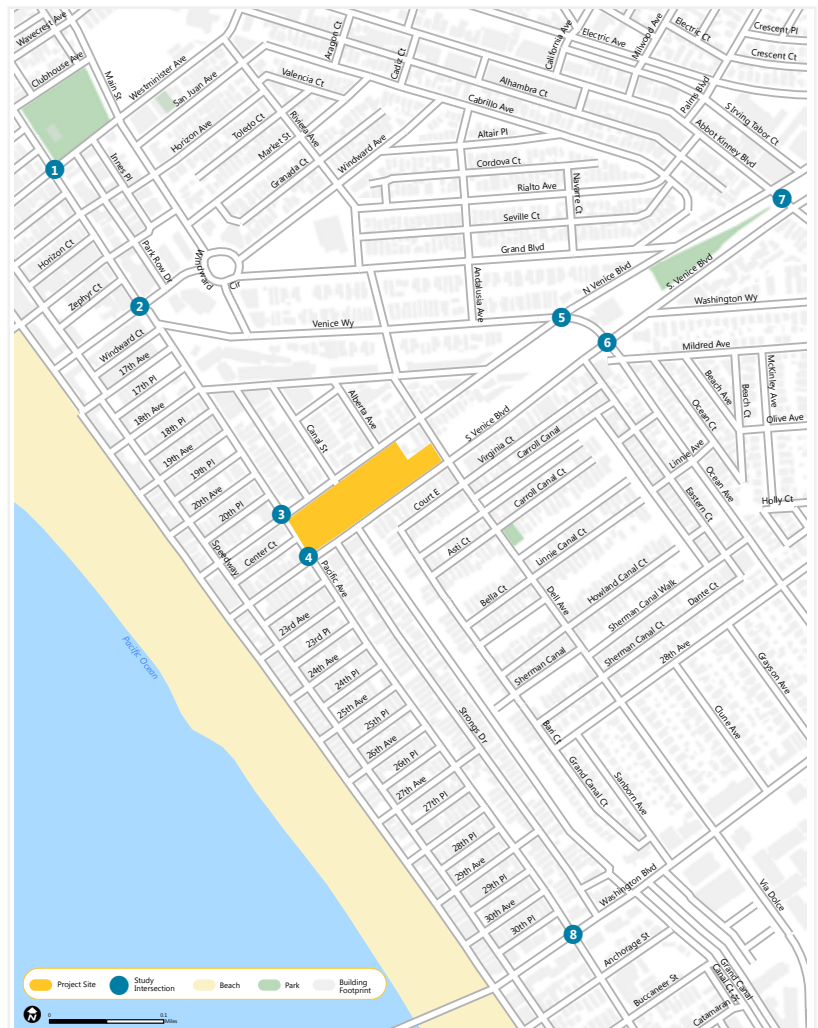 Wavecrest Ave
Clubhouse Ave
Main St
Westminister Ave
San Juan Ave
Aragon Ct
Cadiz Ct
California Ave
Electric Ave
Milwood Ave
Electric Ct
Crescent Pl
Crescent Ct
Valencia Ct
Alhambra Ct
Cabrillo Ave
Palms Blvd
S Irving Tabor Ct
Abbot Kinney Blvd
Horizon Ave
Toledo Ct
Riviera Ave
Market St
Granada Ct
Windward Ave
Altair Pl
Cordova Ct
Rialto Ave
Navarre Ct
Seville Ct
Grand Blvd
1
Innes Pl
7
Horizon Ct
Park Row Dr
Windward
Cir
Zephyr Ct
Andalusia Ave
N Venice Blvd
S. Venice Blvd
Washington Wy
2
Venice Wy
5
6
Mildred Ave
Windward Ct
17th Ave
17th Pl
18th Ave
18th Pl
19th Ave
19th Pl
20th Ave
20th Pl
Alberta Ave
Canal St
S Venice Blvd
Virginia Ct
Carroll Canal
Carroll Canal Ct
Beach Ave
Beach Ct
McKinley Ave
Ocean Ct
Olive Ave
Linnie Ave
Ocean Ave
Eastern Ct
Holly Ct
3
Court E
4
Center Ct
Speedway
Pacific Ave
Asti Ct
Linnie Canal Ct
Bella Ct
Dell Ave
Howland Canal Ct
Sherman Canal Walk
Dante Ct
Sherman Canal Ct
Sherman Canal
28th Ave
Grayson Ave
Clune Ave
23rd Ave
23rd Pl
24th Ave
24th Pl
25th Ave
25th Pl
26th Ave
26th Pl
27th Ave
27th Pl
28th Pl
29th Ave
29th Pl
30th Ave
30th Pl
Pacific Ocean
Strongs Dr
Bari Ct
Grand Canal Ct
Sanborn Ave
Washington Blvd
Via Dolce
8
Anchorage St
Buccaneer St
Grand Canal
Canal Ct
Catamaran St
Project Site
Study
Intersection
Beach
Park
Building
Footprint
N
0
0.1
Miles